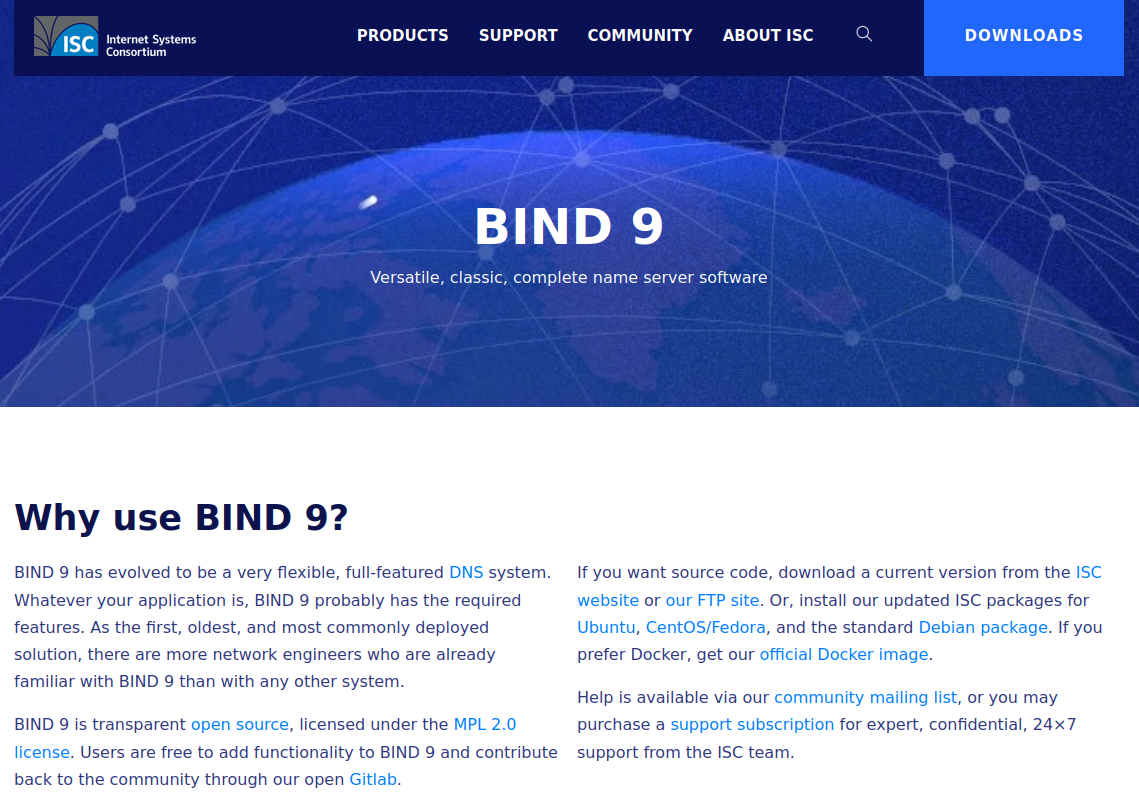 ISC
Internet Systems
Consortium
PRODUCTS
SUPPORT
COMMUNITY
ABOUT ISC
DOWNLOADS
BIND 9
Versatile, classic, complete name server software
Why use BIND 9?
BIND 9 has evolved to be a very flexible, full-featured DNS system.
Whatever your application is, BIND 9 probably has the required
features. As the first, oldest, and most commonly deployed
solution, there are more network engineers who are already
familiar with BIND 9 than with any other system.
BIND 9 is transparent open source, licensed under the MPL 2.0
license. Users are free to add functionality to BIND 9 and contribute
back to the community through our open Gitlab.
If you want source code, download a current version from the ISC
website or our FTP site. Or, install our updated ISC packages for
Ubuntu, CentOS/Fedora, and the standard Debian package. If you
prefer Docker, get our official Docker image.
Help is available via our community mailing list, or you may
purchase a support subscription for expert, confidential, 24×7
support from the ISC team.